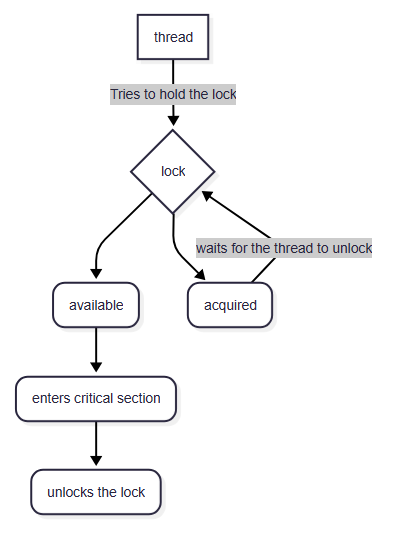 thread
Tries to hold the lock
lock
waits for the thread to unlock
available
acquired
enters critical section
unlocks the lock